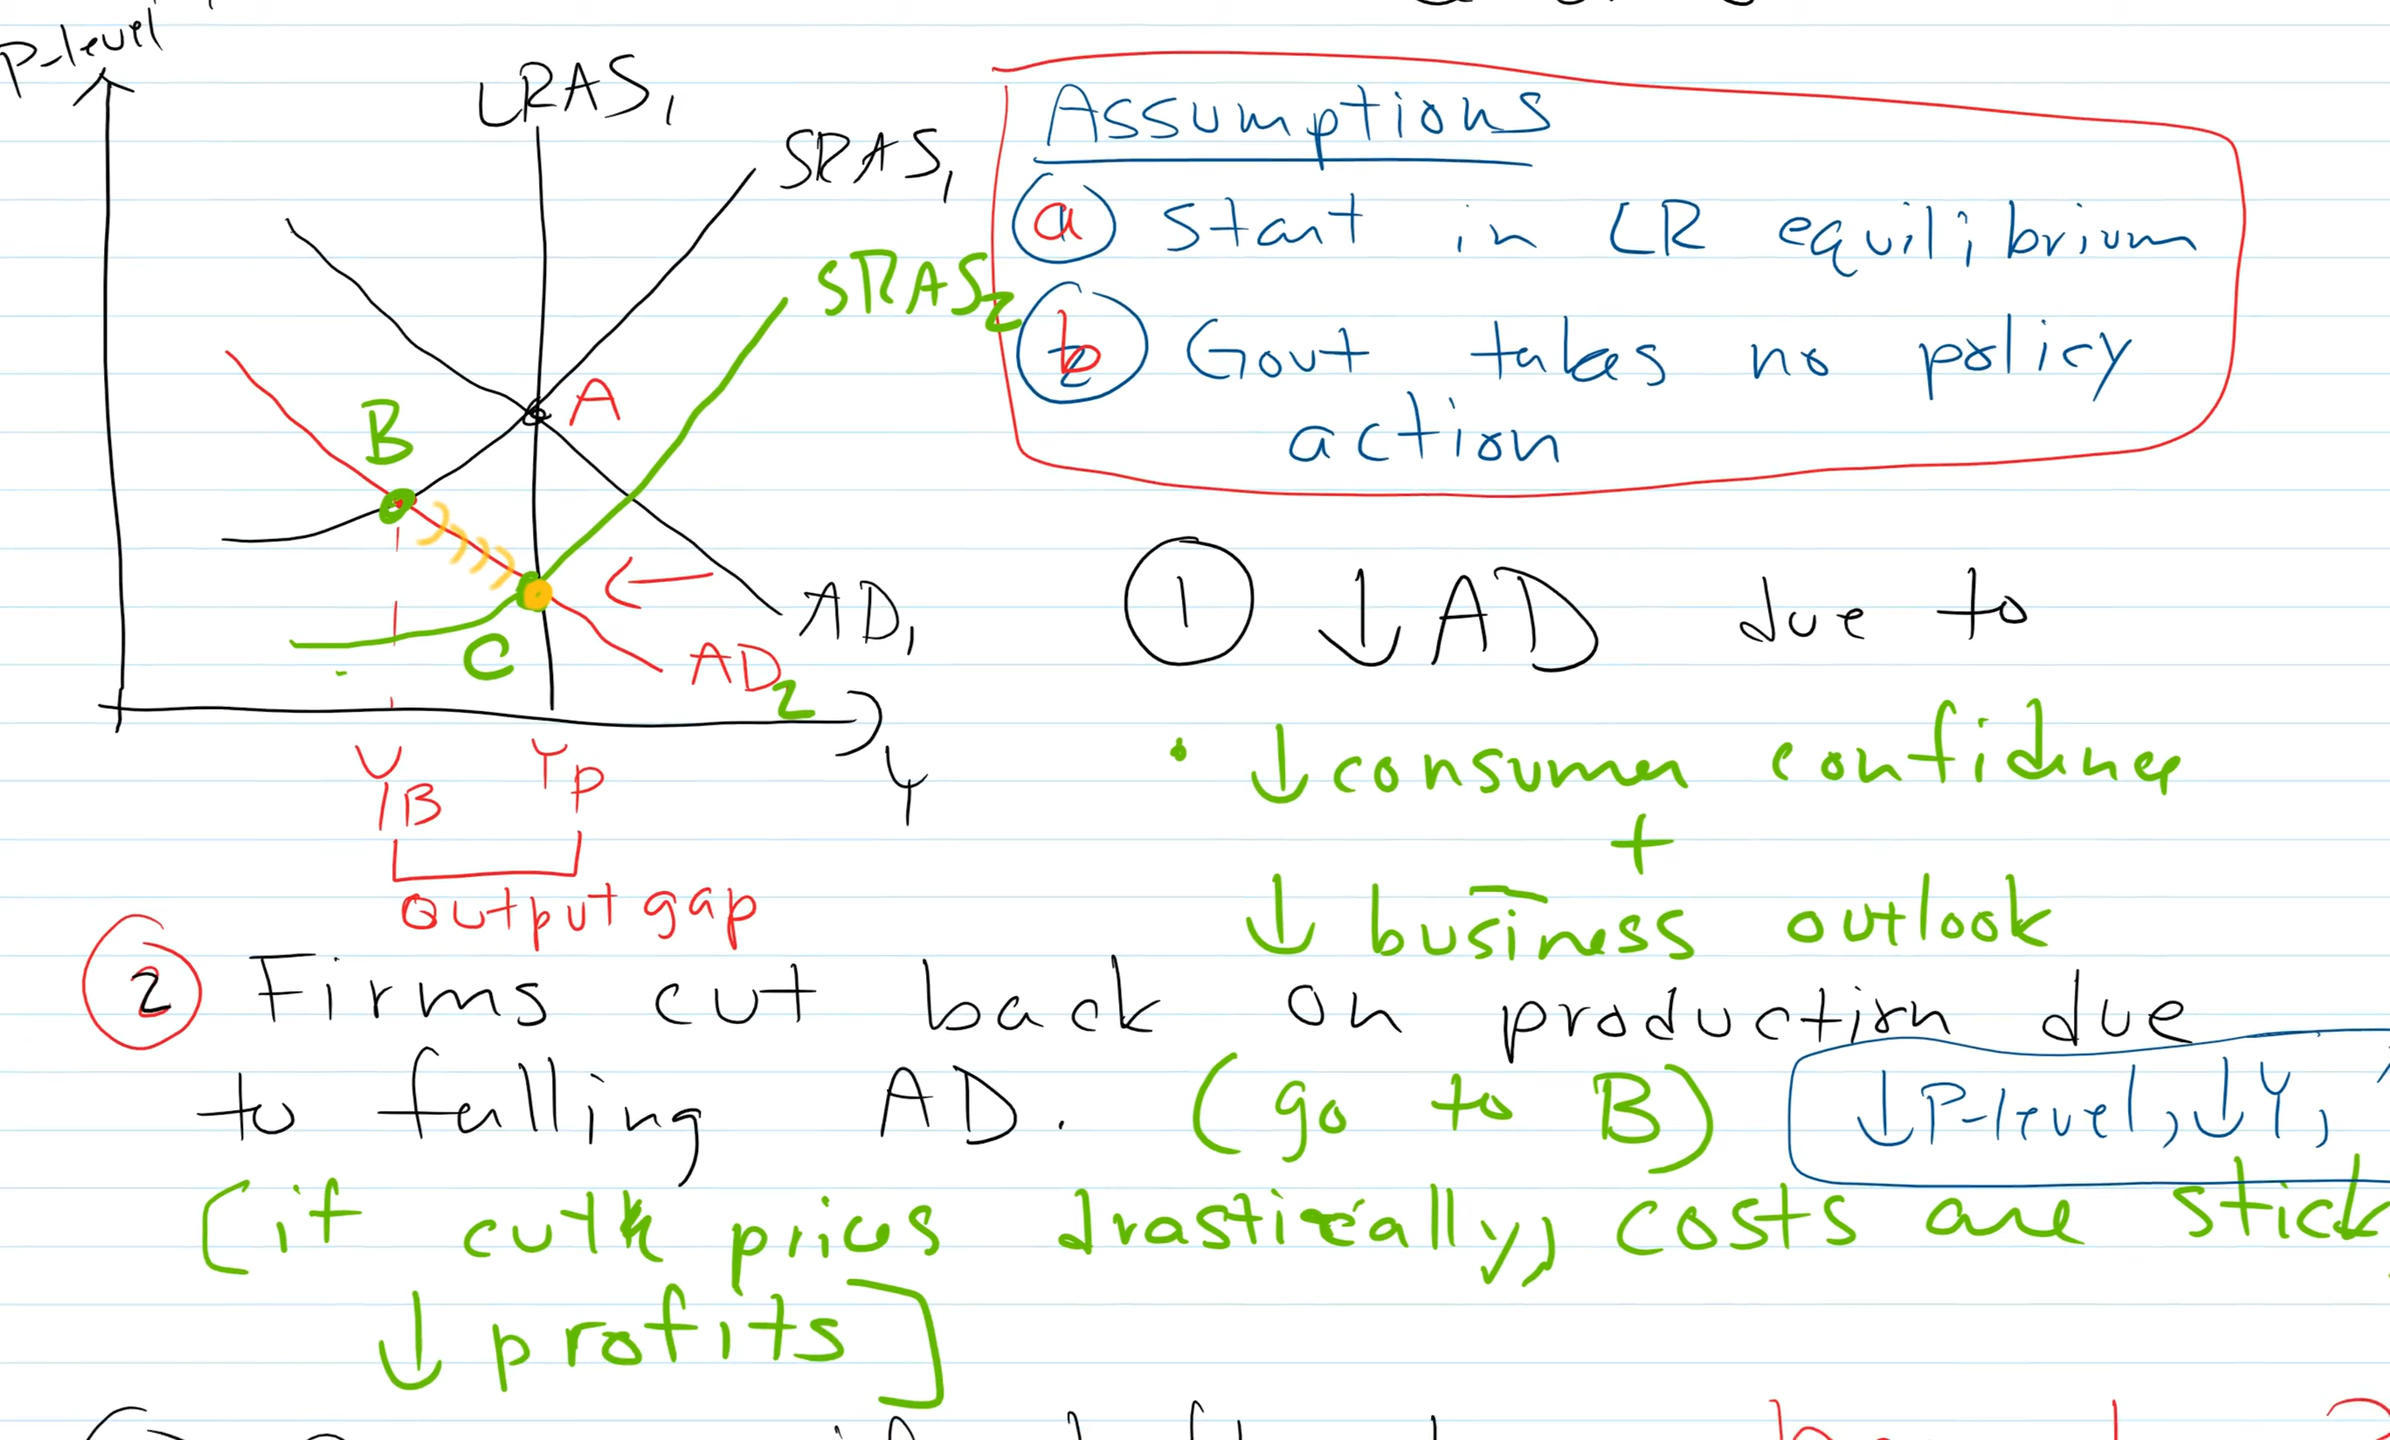 P-level
LRAS1
SRAS1
SRAS2
A
B
C
AD1
AD2
Y
YB
YP
output gap
Assumptions
a Start in LR equilibrium
b Govt takes no policy
action
1 ↓AD due to
• ↓consumer confidence
+
↓ business outlook
2 Firms cut back on production due
to falling AD. (go to B) ↓P-level, ↓Y,
[if cut prices drastically, costs are stick
↓ profits]